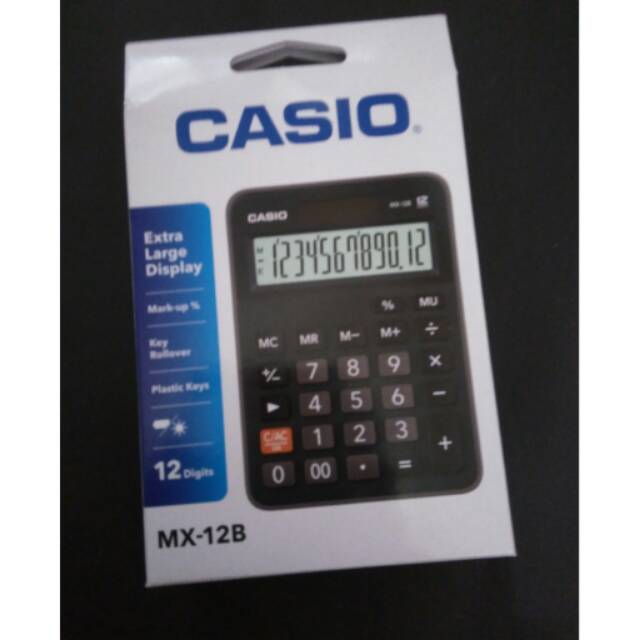 CASIO®
CASIO
MX-12B
1234567890.12
Extra
Large
Display
Mark-up %
Key
Rollover
Plastic Keys
12 Digits
% MU
MC MR M− M+ ÷
+/− 7 8 9 ×
▶ 4 5 6 −
C/AC 1 2 3 +
0 00 · =
MX-12B